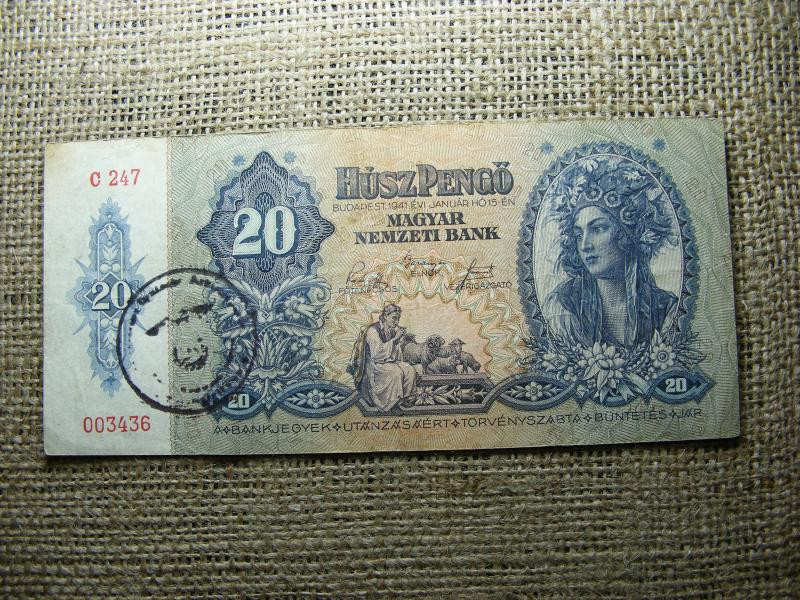 C 247
20
003436
20
HÚSZ PENGŐ
BUDAPEST, 1941. ÉVI JANUÁR HÓ 15-ÉN
MAGYAR
NEMZETI BANK
ELNÖK
VEZÉRIGAZGATÓ
20
20
A BANKJEGYEK UTÁNZÁSÁÉRT TÖRVÉNYSZABTA BÜNTETÉS JÁR